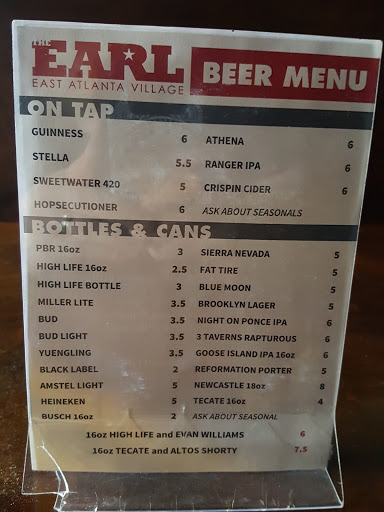 THE
EARL
EAST ATLANTA VILLAGE
BEER MENU
ON TAP
GUINNESS 6
STELLA 5.5
SWEETWATER 420 5
HOPSECUTIONER 6
ATHENA 6
RANGER IPA 6
CRISPIN CIDER 6
ASK ABOUT SEASONALS
BOTTLES & CANS
PBR 16oz 3
HIGH LIFE 16oz 2.5
HIGH LIFE BOTTLE 3
MILLER LITE 3.5
BUD 3.5
BUD LIGHT 3.5
YUENGLING 3.5
BLACK LABEL 2
AMSTEL LIGHT 5
HEINEKEN 5
BUSCH 16oz 2
SIERRA NEVADA 5
FAT TIRE 5
BLUE MOON 5
BROOKLYN LAGER 5
NIGHT ON PONCE IPA 6
3 TAVERNS RAPTUROUS 6
GOOSE ISLAND IPA 16oz 6
REFORMATION PORTER 5
NEWCASTLE 18oz 8
TECATE 16oz 4
ASK ABOUT SEASONAL
16oz HIGH LIFE and EVAN WILLIAMS 6
16oz TECATE and ALTOS SHORTY 7.5